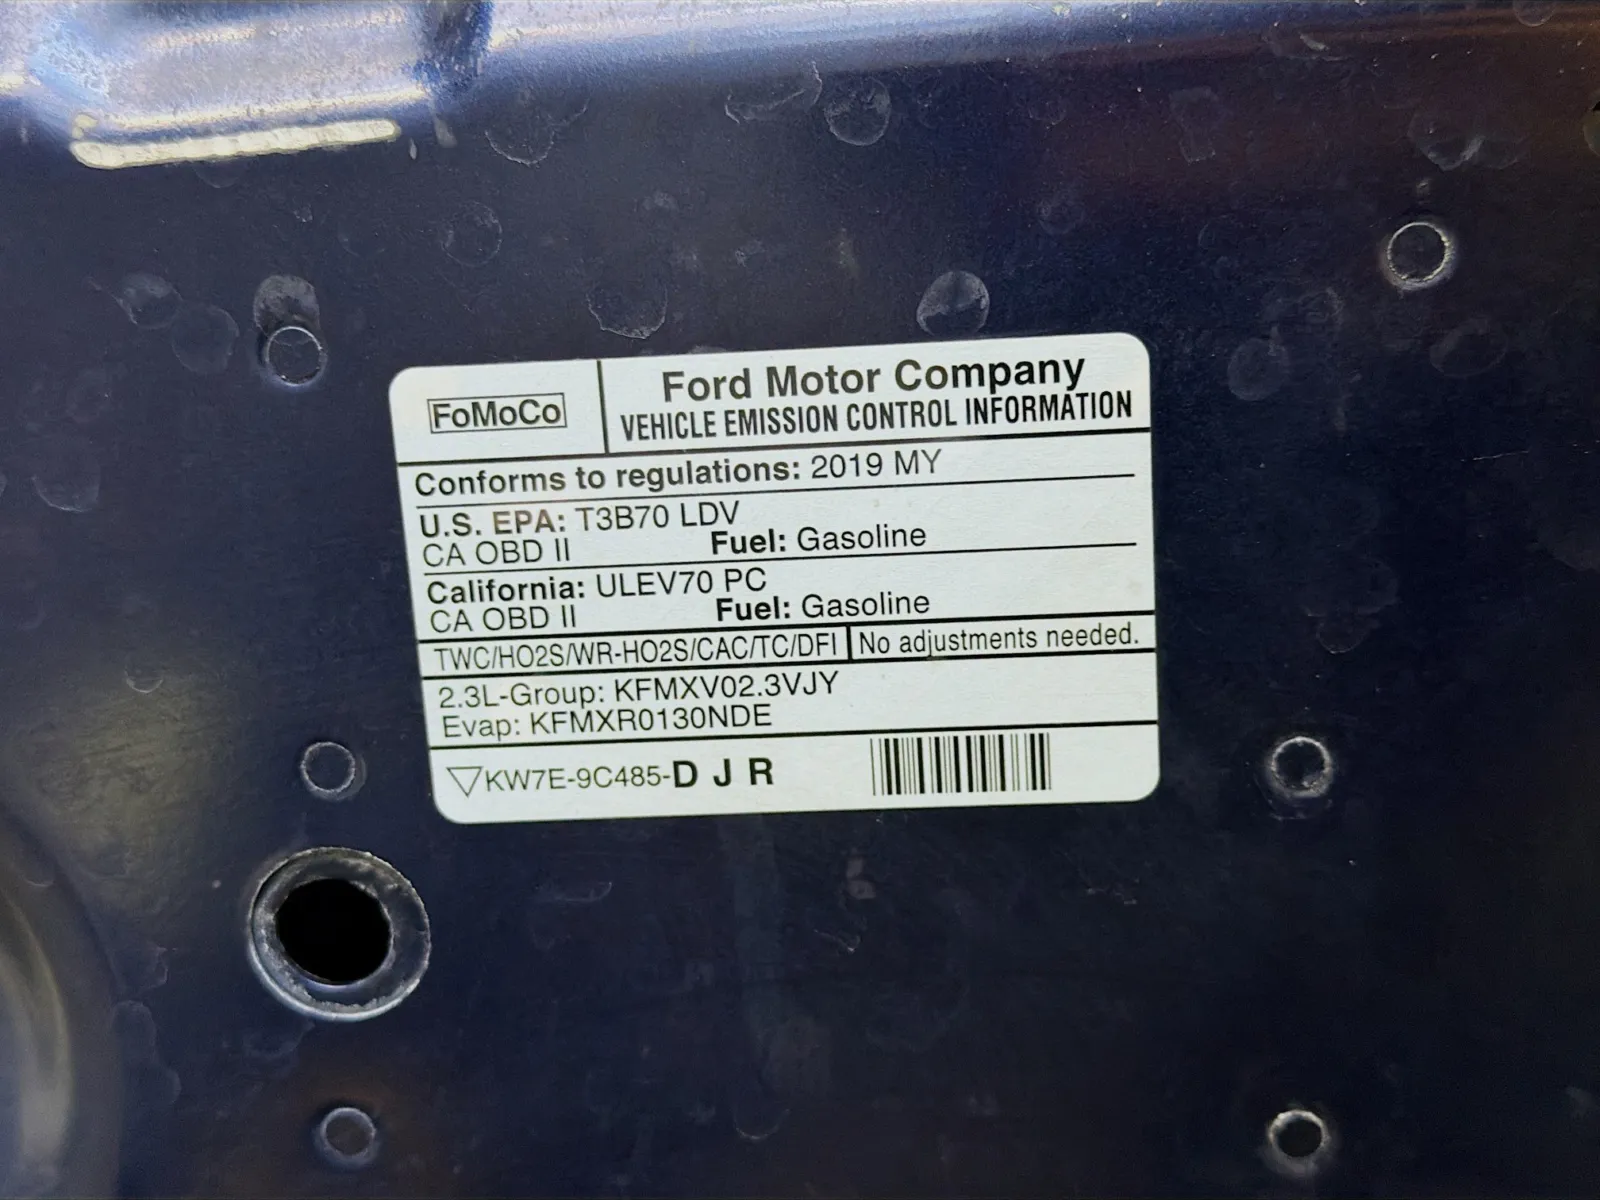 FoMoCo
Ford Motor Company
VEHICLE EMISSION CONTROL INFORMATION
Conforms to regulations: 2019 MY
U.S. EPA: T3B70 LDV
CA OBD II Fuel: Gasoline
California: ULEV70 PC
CA OBD II Fuel: Gasoline
TWC/HO2S/WR-HO2S/CAC/TC/DFI No adjustments needed.
2.3L-Group: KFMXV02.3VJY
Evap: KFMXR0130NDE
▽KW7E-9C485-D J R